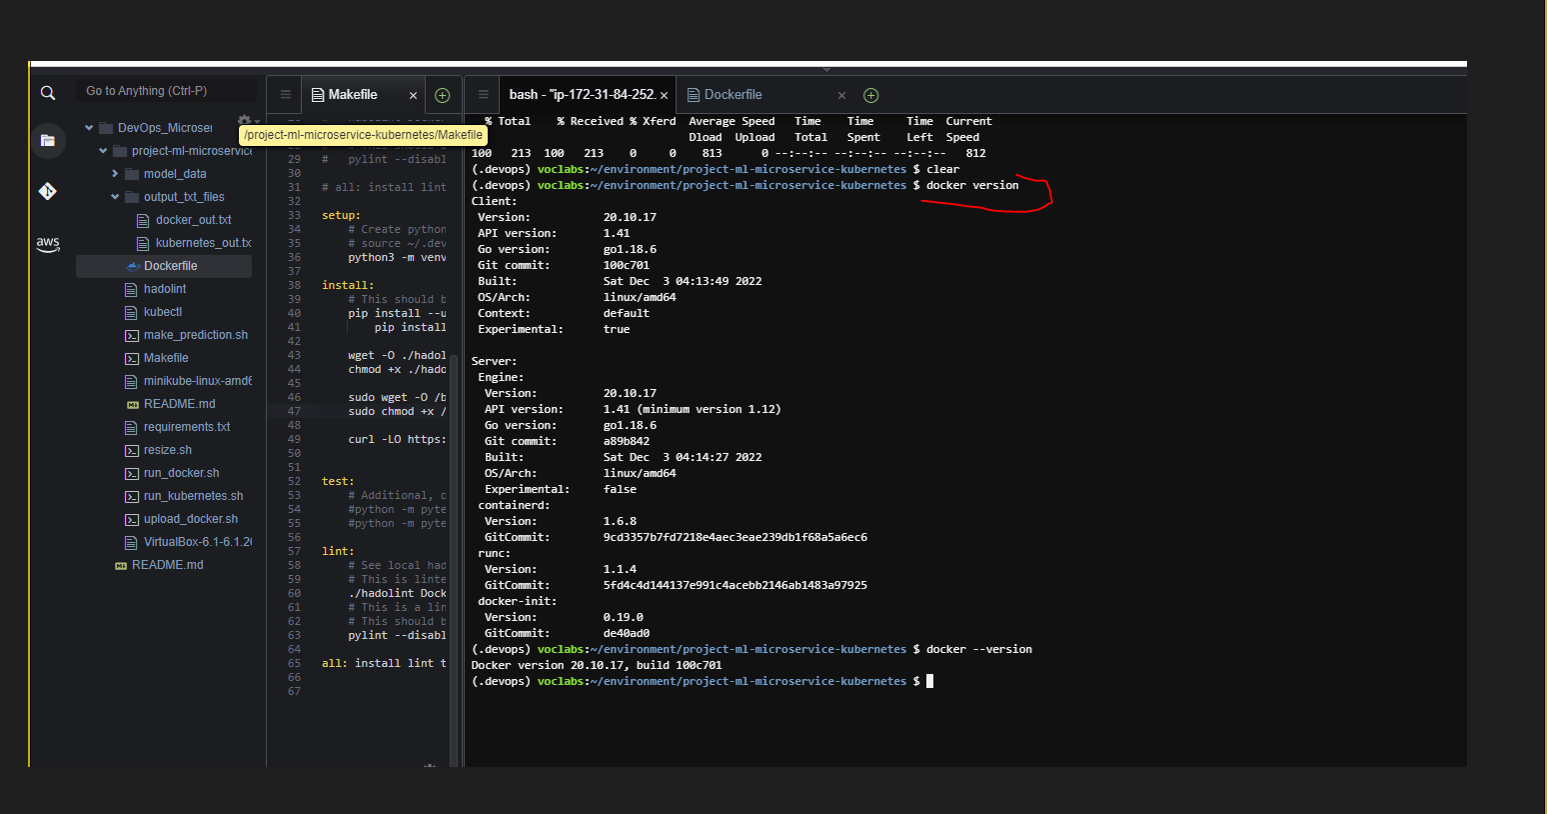 Go to Anything (Ctrl-P)
DevOps_Microser
/project-ml-microservice-kubernetes/Makefile
project-ml-microservice
model_data
output_txt_files
docker_out.txt
kubernetes_out.tx
Dockerfile
hadolint
kubectl
make_prediction.sh
Makefile
minikube-linux-amd6
README.md
requirements.txt
resize.sh
run_docker.sh
run_kubernetes.sh
upload_docker.sh
VirtualBox-6.1-6.1.26
README.md
aws
Makefile ×
29 #   pylint --disabl
30
31 # all: install lint
32
33 setup:
34     # Create python
35     # source ~/.dev
36     python3 -m venv
37
38 install:
39     # This should b
40     pip install --u
41         pip install
42
43     wget -O ./hadol
44     chmod +x ./hado
45
46     sudo wget -O /b
47     sudo chmod +x /
48
49     curl -LO https:
50
51
52 test:
53     # Additional, o
54     #python -m pyte
55     #python -m pyte
56
57 lint:
58     # See local had
59     # This is linte
60     ./hadolint Dock
61     # This is a lin
62     # This should b
63     pylint --disabl
64
65 all: install lint t
66
67
bash - "ip-172-31-84-252. ×
Dockerfile ×
% Total    % Received % Xferd  Average Speed   Time    Time     Time  Current
                                Dload  Upload   Total   Spent    Left  Speed
100   213  100   213    0     0    813      0 --:--:-- --:--:-- --:--:--   812
(.devops) voclabs:~/environment/project-ml-microservice-kubernetes $ clear
(.devops) voclabs:~/environment/project-ml-microservice-kubernetes $ docker version
Client:
 Version:           20.10.17
 API version:       1.41
 Go version:        go1.18.6
 Git commit:        100c701
 Built:             Sat Dec  3 04:13:49 2022
 OS/Arch:           linux/amd64
 Context:           default
 Experimental:      true

Server:
 Engine:
  Version:          20.10.17
  API version:      1.41 (minimum version 1.12)
  Go version:       go1.18.6
  Git commit:       a89b842
  Built:            Sat Dec  3 04:14:27 2022
  OS/Arch:          linux/amd64
  Experimental:     false
 containerd:
  Version:          1.6.8
  GitCommit:        9cd3357b7fd7218e4aec3eae239db1f68a5a6ec6
 runc:
  Version:          1.1.4
  GitCommit:        5fd4c4d144137e991c4acebb2146ab1483a97925
 docker-init:
  Version:          0.19.0
  GitCommit:        de40ad0
(.devops) voclabs:~/environment/project-ml-microservice-kubernetes $ docker --version
Docker version 20.10.17, build 100c701
(.devops) voclabs:~/environment/project-ml-microservice-kubernetes $